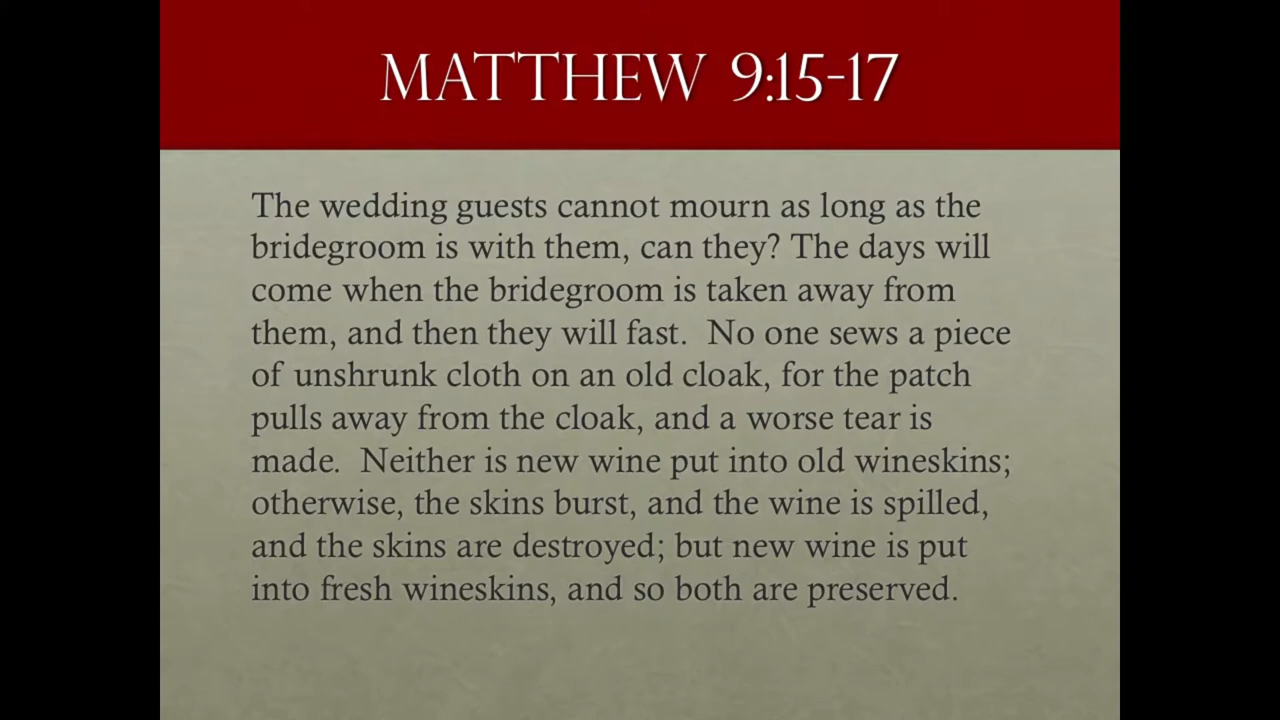 MATTHEW 9:15-17
The wedding guests cannot mourn as long as the
bridegroom is with them, can they? The days will
come when the bridegroom is taken away from
them, and then they will fast.  No one sews a piece
of unshrunk cloth on an old cloak, for the patch
pulls away from the cloak, and a worse tear is
made.  Neither is new wine put into old wineskins;
otherwise, the skins burst, and the wine is spilled,
and the skins are destroyed; but new wine is put
into fresh wineskins, and so both are preserved.